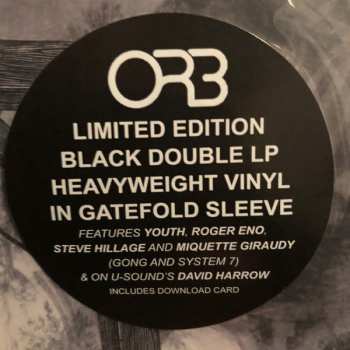 ORB
LIMITED EDITION
BLACK DOUBLE LP
HEAVYWEIGHT VINYL
IN GATEFOLD SLEEVE
FEATURES YOUTH, ROGER ENO,
STEVE HILLAGE AND MIQUETTE GIRAUDY
(GONG AND SYSTEM 7)
& ON U-SOUND'S DAVID HARROW
INCLUDES DOWNLOAD CARD